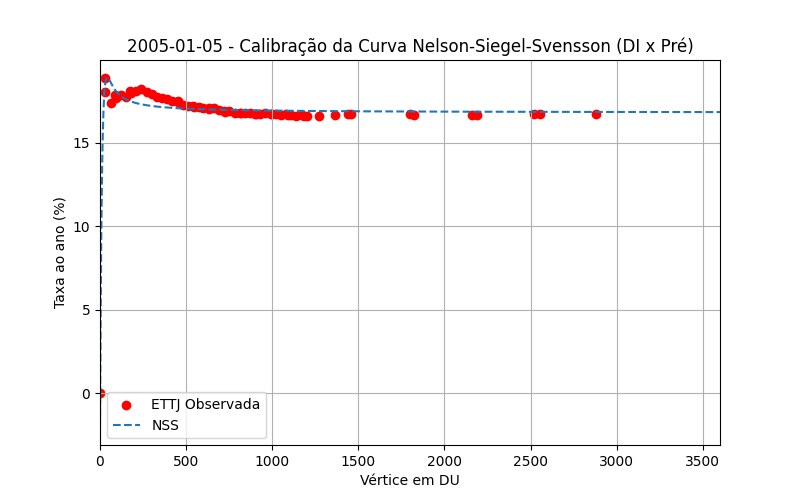 2005-01-05 - Calibração da Curva Nelson-Siegel-Svensson (DI x Pré)
Taxa ao ano (%)
15
10
5
0
ETTJ Observada
NSS
0 500 1000 1500 2000 2500 3000 3500
Vértice em DU